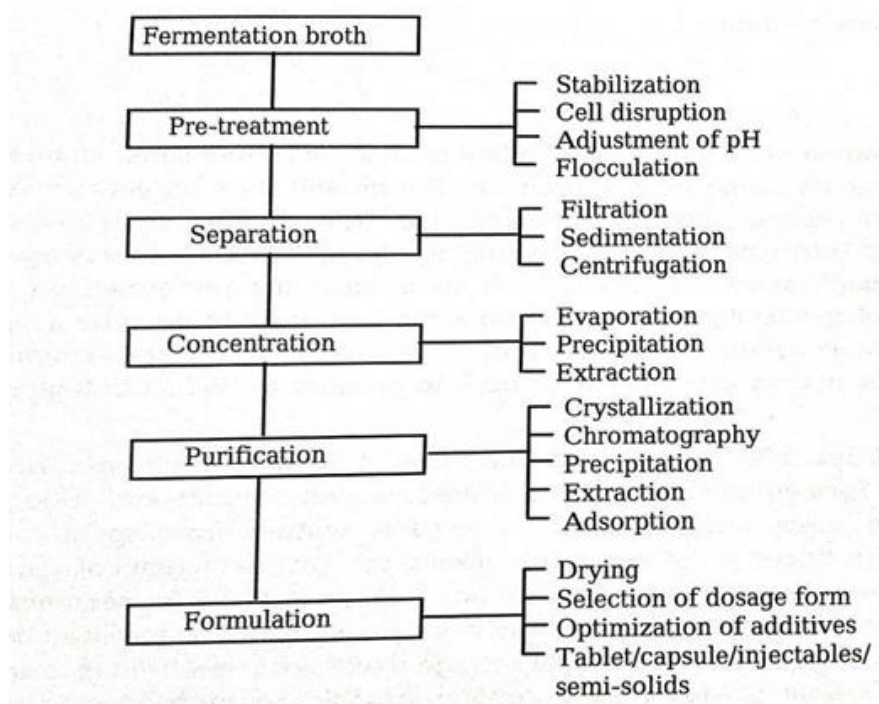 Fermentation broth
Pre-treatment
Stabilization
Cell disruption
Adjustment of pH
Flocculation
Separation
Filtration
Sedimentation
Centrifugation
Concentration
Evaporation
Precipitation
Extraction
Purification
Crystallization
Chromatography
Precipitation
Extraction
Adsorption
Formulation
Drying
Selection of dosage form
Optimization of additives
Tablet/capsule/injectables/
semi-solids